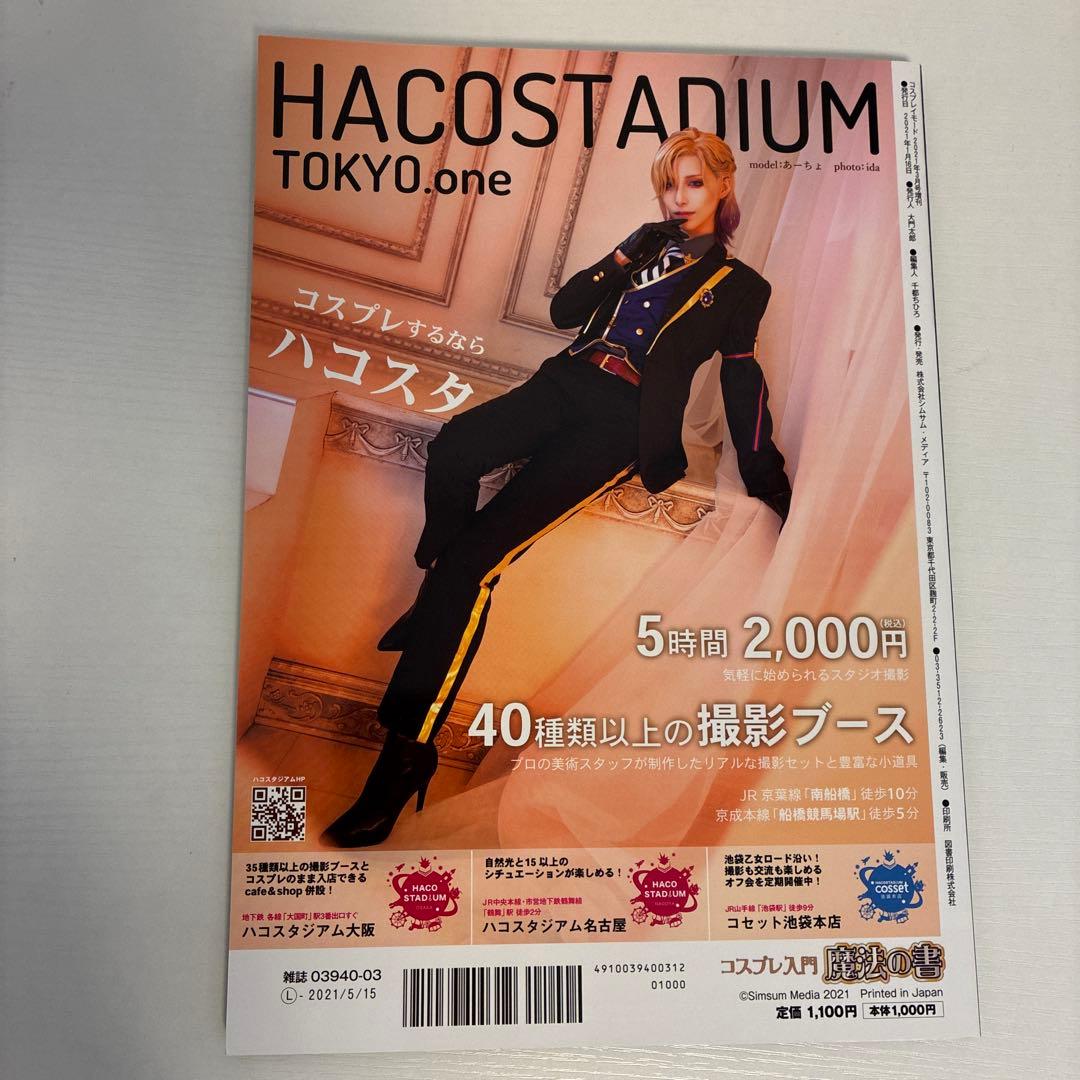 HACOSTADIUM
TOKYO.one
model:あーちょ photo:ida
コスプレするなら
ハコスタ
5時間 2,000円(税込)
気軽に始められるスタジオ撮影
40種類以上の撮影ブース
プロの美術スタッフが制作したリアルな撮影セットと豊富な小道具
JR京葉線「南船橋」徒歩10分
京成本線「船橋競馬場駅」徒歩5分
ハコスタジアムHP
35種類以上の撮影ブースと
コスプレのまま入店できる
cafe&shop 併設!
地下鉄 各線「大国町」駅3番出口すぐ
ハコスタジアム大阪
HACO
STADIUM
OSAKA
自然光と15以上の
シチュエーションが楽しめる!
JR中央本線・市営地下鉄鶴舞線
「鶴舞」駅 徒歩2分
ハコスタジアム名古屋
HACO
STADIUM
NAGOYA
池袋乙女ロード沿い!
撮影も交流も楽しめる
オフ会を定期開催中!
JR山手線「池袋駅」徒歩9分
コセット池袋本店
HACOSTADIUM
cosset
池袋本店
コスプレイモード 2021年3月号増刊
●発行日 2021年1月16日 ●発行人 大門太郎 ●編集人 千都ちひろ ●発行・発売 株式会社シムサム・メディア 〒102-0083 東京都千代田区麹町2-2-2F ●03-3512-2623(編集・販売) ●印刷所 図書印刷株式会社
雑誌 03940-03
Ⓛ-2021/5/15
4910039400312
01000
コスプレ入門 魔法の書
©Simsum Media 2021 Printed in Japan
定価 1,100円 本体1,000円